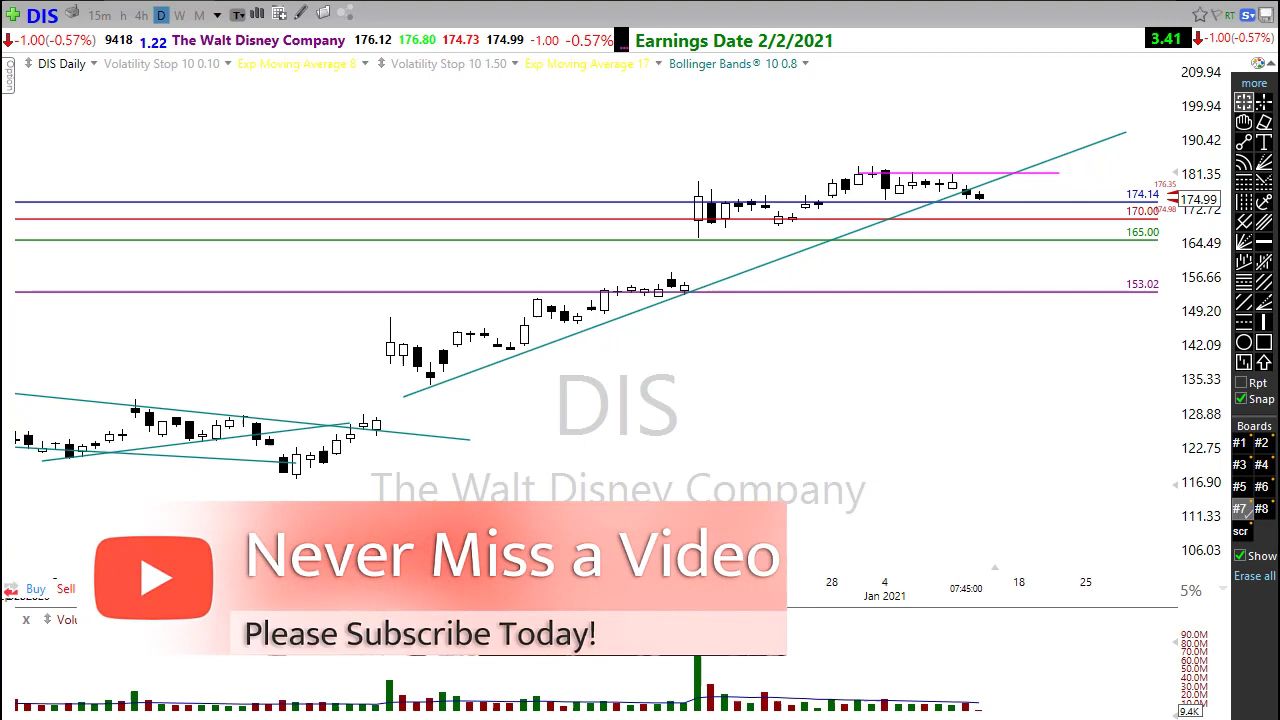 DIS 15m h 4h D W M T
-1.00(-0.57%) 9418 1.22 The Walt Disney Company 176.12 176.80 174.73 174.99 -1.00 -0.57% Earnings Date 2/2/2021 3.41 -1.00(-0.57%)
Option
DIS Daily Volatility Stop 10 0.10 Exp Moving Average 8 Volatility Stop 10 1.50 Exp Moving Average 17 Bollinger Bands® 10 0.8
RT
209.94
199.94
190.42
181.35
176.35
174.99
174.98
172.72
164.49
156.66
149.20
142.09
135.33
128.88
122.75
116.90
111.33
106.03
5%
174.14
170.00
165.00
153.02
DIS
The Walt Disney Company
Never Miss a Video
Please Subscribe Today!
Buy Sell
28 4 07:45:00 18 25
Jan 2021
x Volu
90.0M
80.0M
70.0M
60.0M
50.0M
40.0M
30.0M
20.0M
10.0M
9.4K
more
Rpt
Snap
Boards
#1 #2
#3 #4
#5 #6
#7 #8
scr
Show
Erase all